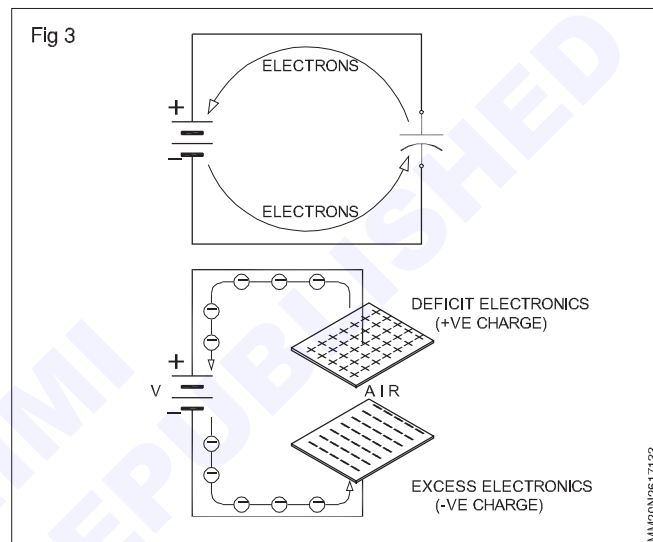 Fig 3
ELECTRONS
+
–
ELECTRONS
DEFICIT ELECTRONICS
(+VE CHARGE)
+
V
–
AIR
EXCESS ELECTRONICS
(-VE CHARGE)